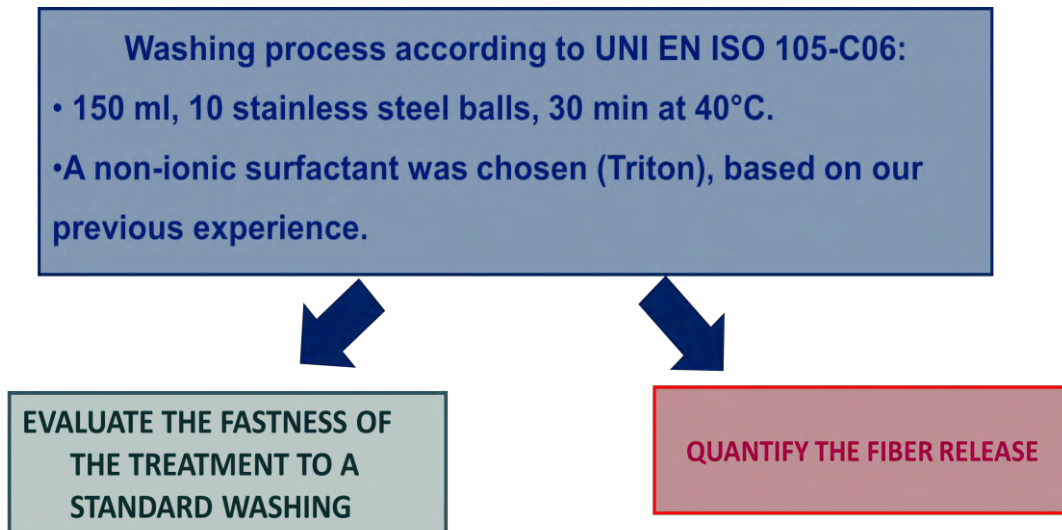 Washing process according to UNI EN ISO 105-C06:
• 150 ml, 10 stainless steel balls, 30 min at 40°C.
•A non-ionic surfactant was chosen (Triton), based on our
previous experience.
EVALUATE THE FASTNESS OF
THE TREATMENT TO A
STANDARD WASHING
QUANTIFY THE FIBER RELEASE